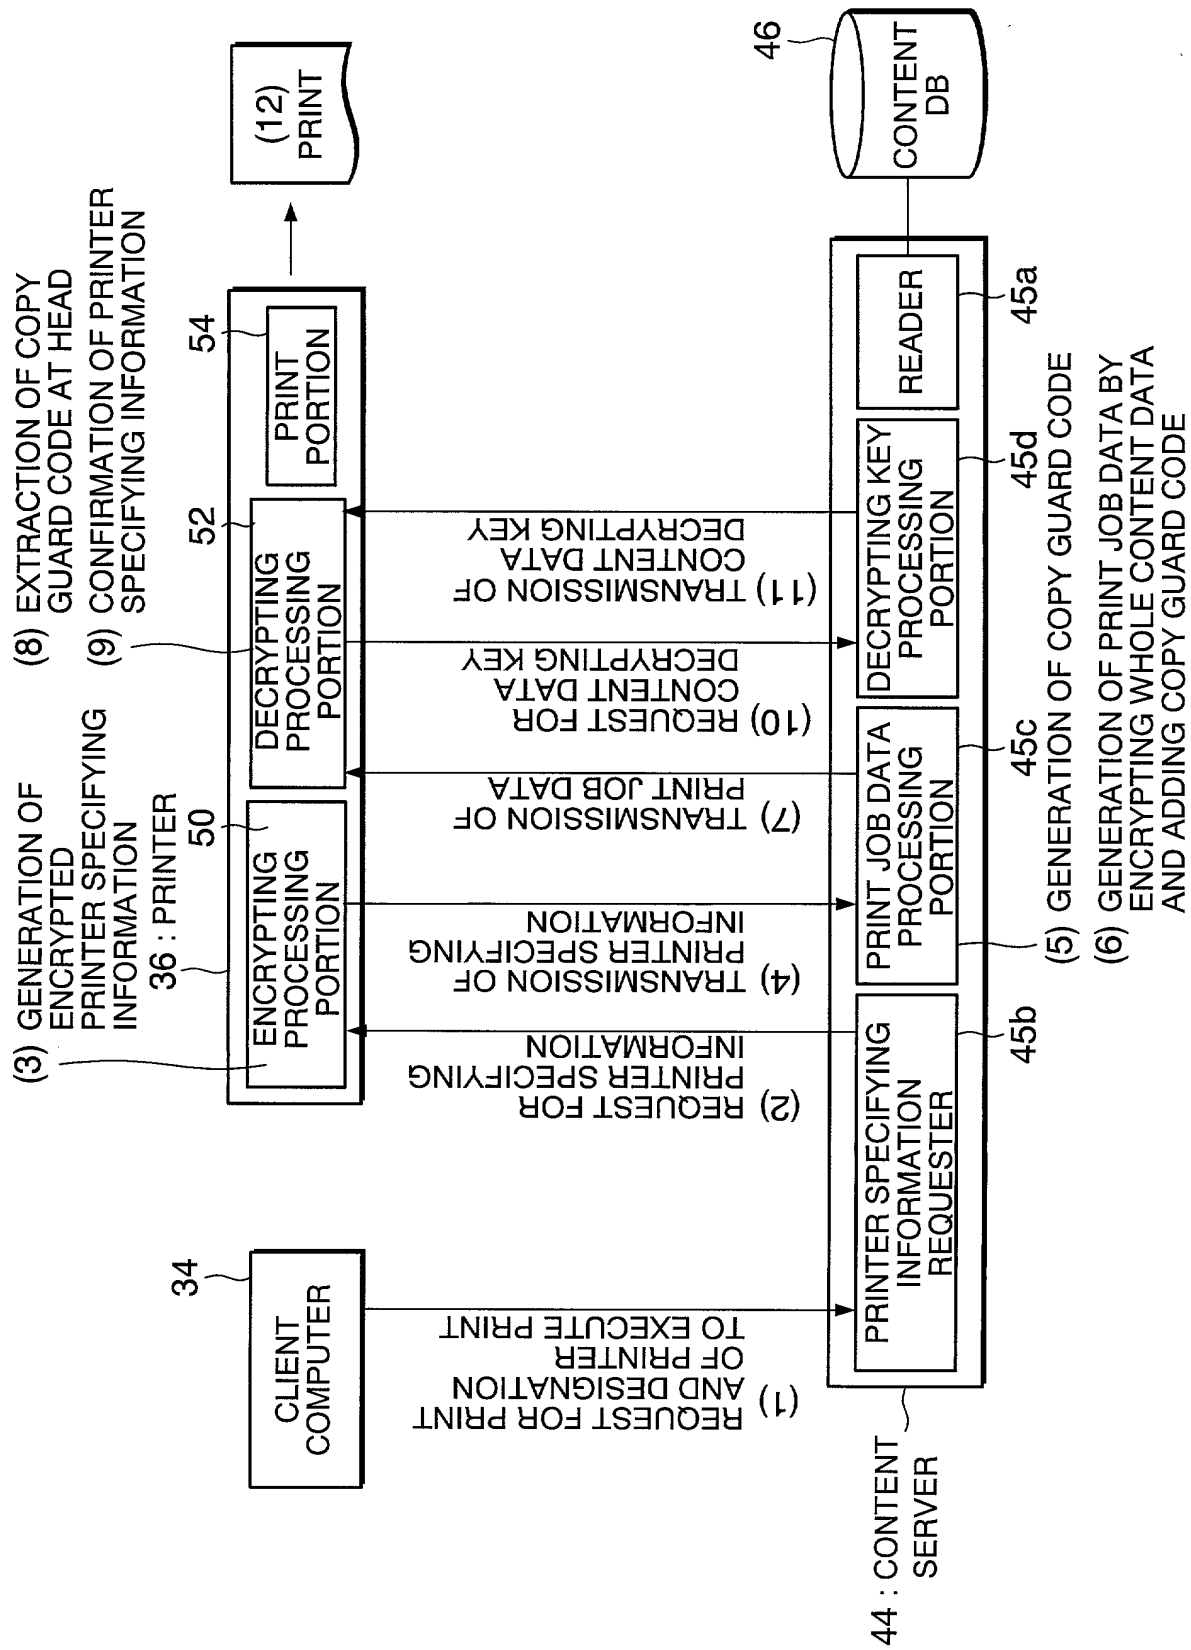 (3) GENERATION OF
ENCRYPTED
PRINTER SPECIFYING
INFORMATION
36 : PRINTER
(8) EXTRACTION OF COPY
GUARD CODE AT HEAD
(9) CONFIRMATION OF PRINTER
SPECIFYING INFORMATION
34
CLIENT
COMPUTER
50
ENCRYPTING
PROCESSING
PORTION
52
DECRYPTING
PROCESSING
PORTION
54
PRINT
PORTION
(12)
PRINT
(1)
REQUEST FOR PRINT
AND DESIGNATION
OF PRINTER
TO EXECUTE PRINT
(2) REQUEST FOR
PRINTER SPECIFYING
INFORMATION
(4) TRANSMISSION OF
PRINTER SPECIFYING
INFORMATION
(7) TRANSMISSION OF
PRINT JOB DATA
(10) REQUEST FOR
CONTENT DATA
DECRYPTING KEY
(11) TRANSMISSION OF
CONTENT DATA
DECRYPTING KEY
PRINTER SPECIFYING
INFORMATION
REQUESTER
45b
PRINT JOB DATA
PROCESSING
PORTION
45c
DECRYPTING KEY
PROCESSING
PORTION
45d
READER
45a
CONTENT
DB
46
44 : CONTENT
SERVER
(5) GENERATION OF COPY GUARD CODE
(6) GENERATION OF PRINT JOB DATA BY
ENCRYPTING WHOLE CONTENT DATA
AND ADDING COPY GUARD CODE